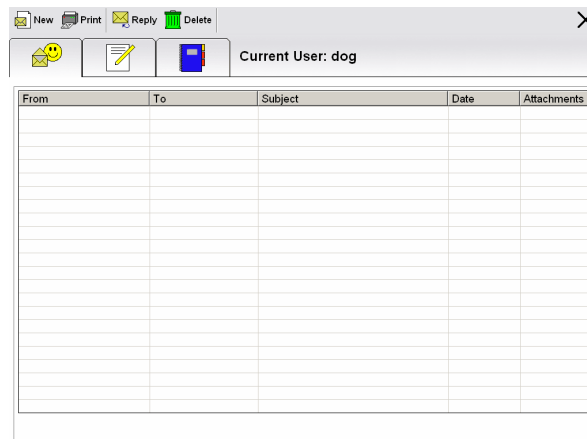 New Print Reply Delete
Current User: dog
From To Subject Date Attachments